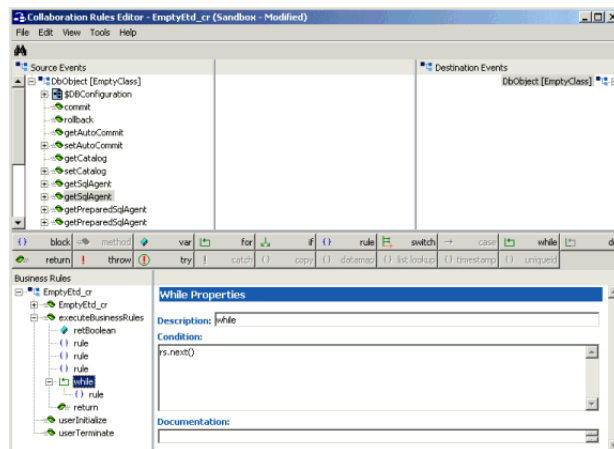 Collaboration Rules Editor - EmptyEtd_cr (Sandbox - Modified)
File Edit View Tools Help
Source Events
Destination Events
DbObject [EmptyClass]
DbObject [EmptyClass]
$DBConfiguration
commit
rollback
getAutoCommit
setAutoCommit
getCatalog
setCatalog
getSqlAgent
getSqlAgent
getPreparedSqlAgent
getPreparedSqlAgent
block method var for if rule switch case while d
return throw try catch copy datamap list lookup timestamp uniqueid
Business Rules
EmptyEtd_cr
EmptyEtd_cr
executeBusinessRules
retBoolean
rule
rule
rule
while
rule
return
userInitialize
userTerminate
While Properties
Description: while
Condition:
rs.next()
Documentation: